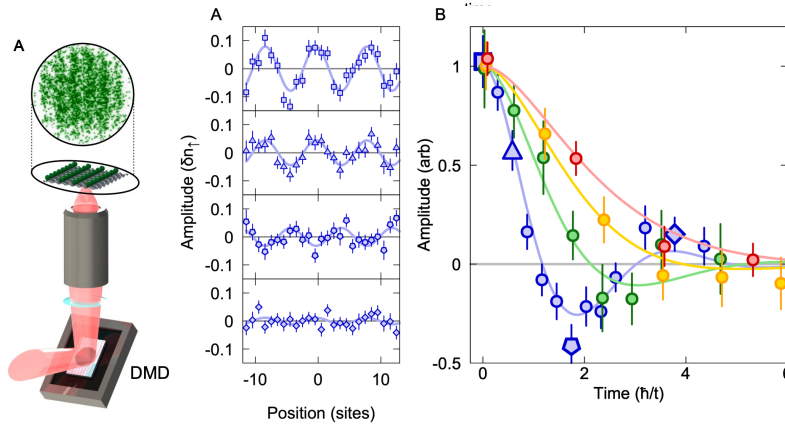 A
DMD
A
Amplitude (δn↑)
0.1
0
-0.1
0.1
0
-0.1
0.1
0
-0.1
0.1
0
-0.1
-10 0 10
Position (sites)
B
Amplitude (arb)
1
0.5
0
-0.5
0 2 4 6
Time (ħ/t)